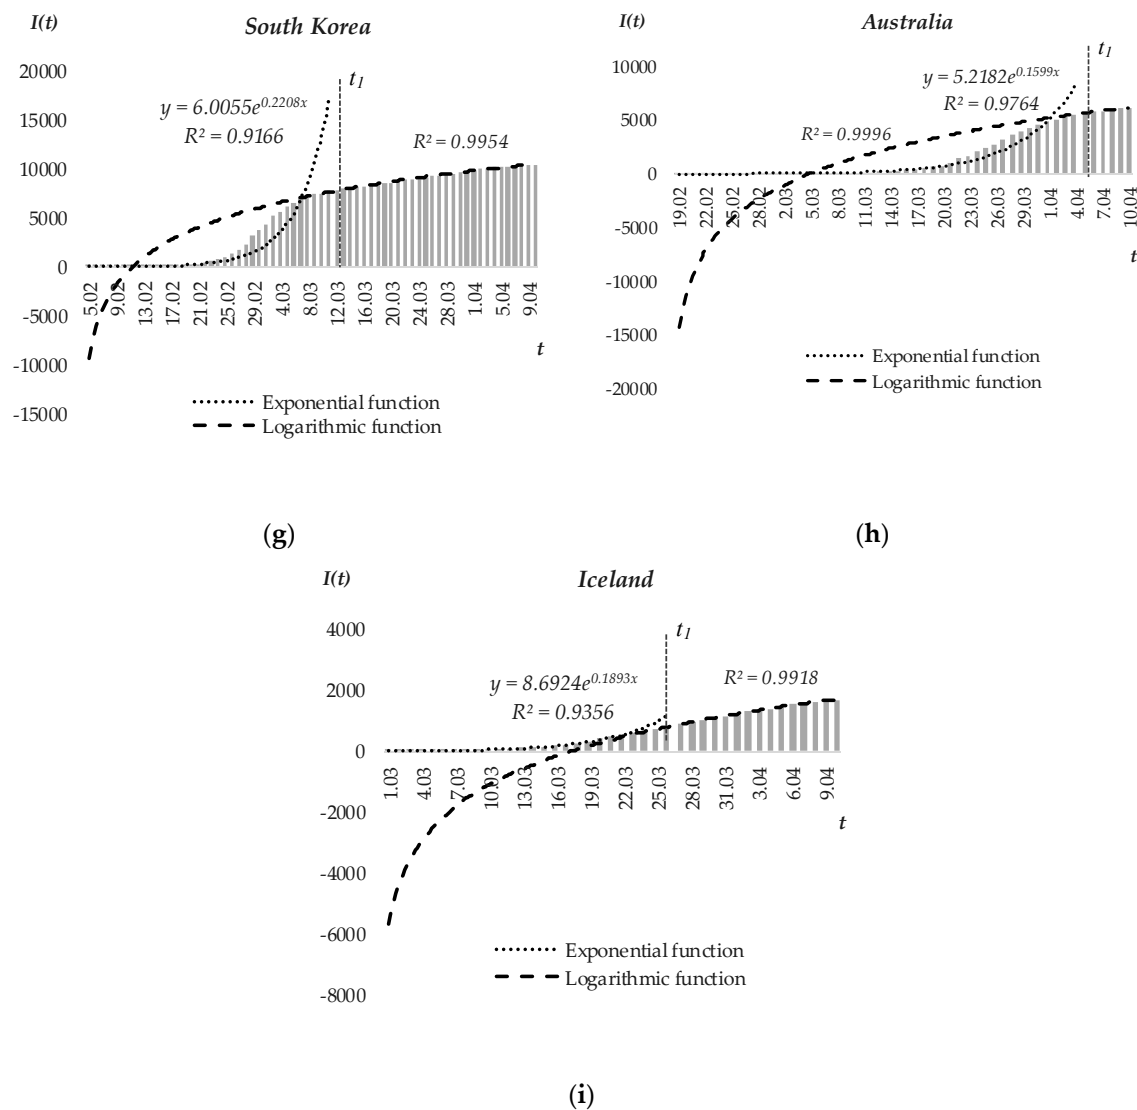 I(t)
South Korea
20000
t1
y = 6.0055e^0.2208x
15000
R² = 0.9166
R² = 0.9954
10000
5000
0
-5000
-10000
-15000
5.02 9.02 13.02 17.02 21.02 25.02 29.02 4.03 8.03 12.03 16.03 20.03 24.03 28.03 1.04 5.04 9.04
t
Exponential function
Logarithmic function
(g)
I(t)
Australia
t1
10000
y = 5.2182e^0.1599x
R² = 0.9764
5000
R² = 0.9996
0
-5000
-10000
-15000
-20000
19.02 22.02 25.02 28.02 2.03 5.03 8.03 11.03 14.03 17.03 20.03 23.03 26.03 29.03 1.04 4.04 7.04 10.04
t
Exponential function
Logarithmic function
(h)
I(t)
Iceland
4000
t1
y = 8.6924e^0.1893x
R² = 0.9918
2000
R² = 0.9356
0
-2000
-4000
-6000
-8000
1.03 4.03 7.03 10.03 13.03 16.03 19.03 22.03 25.03 28.03 31.03 3.04 6.04 9.04
t
Exponential function
Logarithmic function
(i)